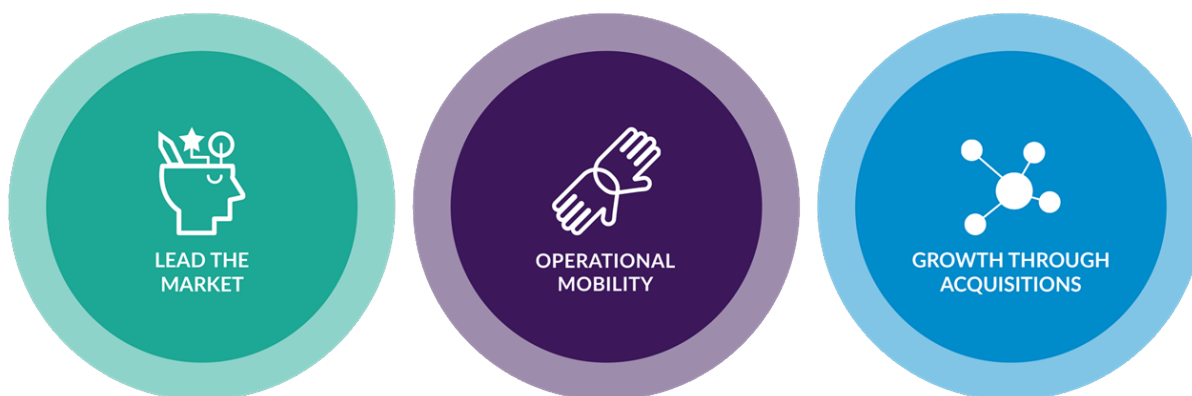 LEAD THE
MARKET
OPERATIONAL
MOBILITY
GROWTH THROUGH
ACQUISITIONS